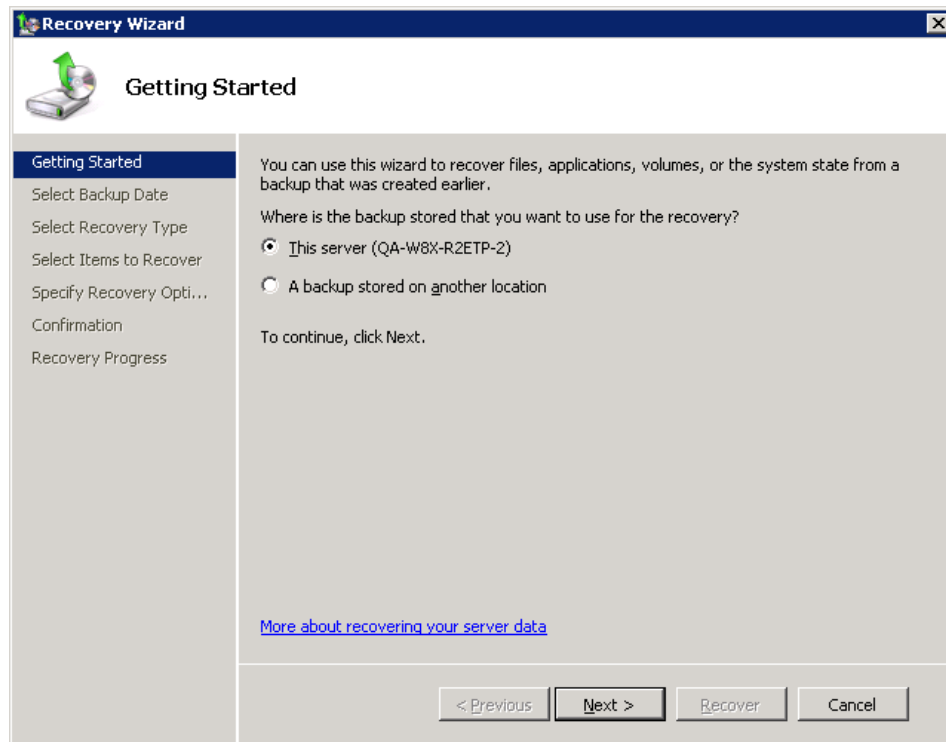 Recovery Wizard
Getting Started
Getting Started
Select Backup Date
Select Recovery Type
Select Items to Recover
Specify Recovery Opti...
Confirmation
Recovery Progress
You can use this wizard to recover files, applications, volumes, or the system state from a
backup that was created earlier.
Where is the backup stored that you want to use for the recovery?
This server (QA-W8X-R2ETP-2)
A backup stored on another location
To continue, click Next.
More about recovering your server data
< Previous
Next >
Recover
Cancel